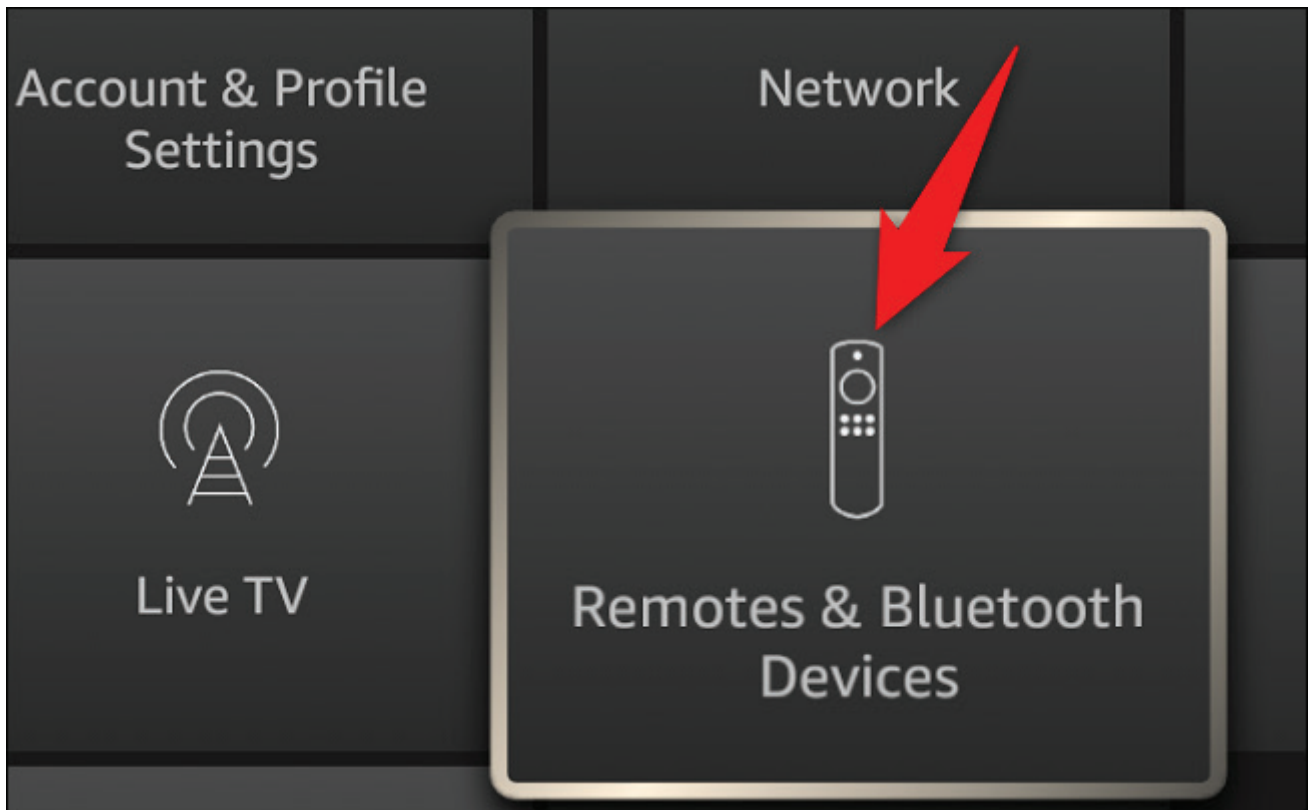 Account & Profile
Settings
Network
Live TV
Remotes & Bluetooth
Devices